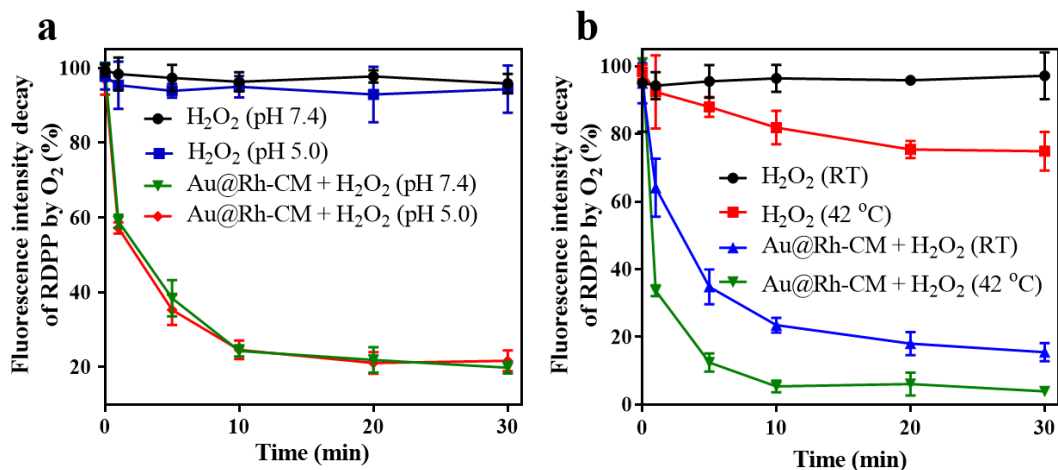 a
Fluorescence intensity decay
of RDPP by O₂ (%)
100
80
60
40
20
H₂O₂ (pH 7.4)
H₂O₂ (pH 5.0)
Au@Rh-CM + H₂O₂ (pH 7.4)
Au@Rh-CM + H₂O₂ (pH 5.0)
0 10 20 30
Time (min)
b
Fluorescence intensity decay
of RDPP by O₂ (%)
100
80
60
40
20
0
H₂O₂ (RT)
H₂O₂ (42 °C)
Au@Rh-CM + H₂O₂ (RT)
Au@Rh-CM + H₂O₂ (42 °C)
0 10 20 30
Time (min)